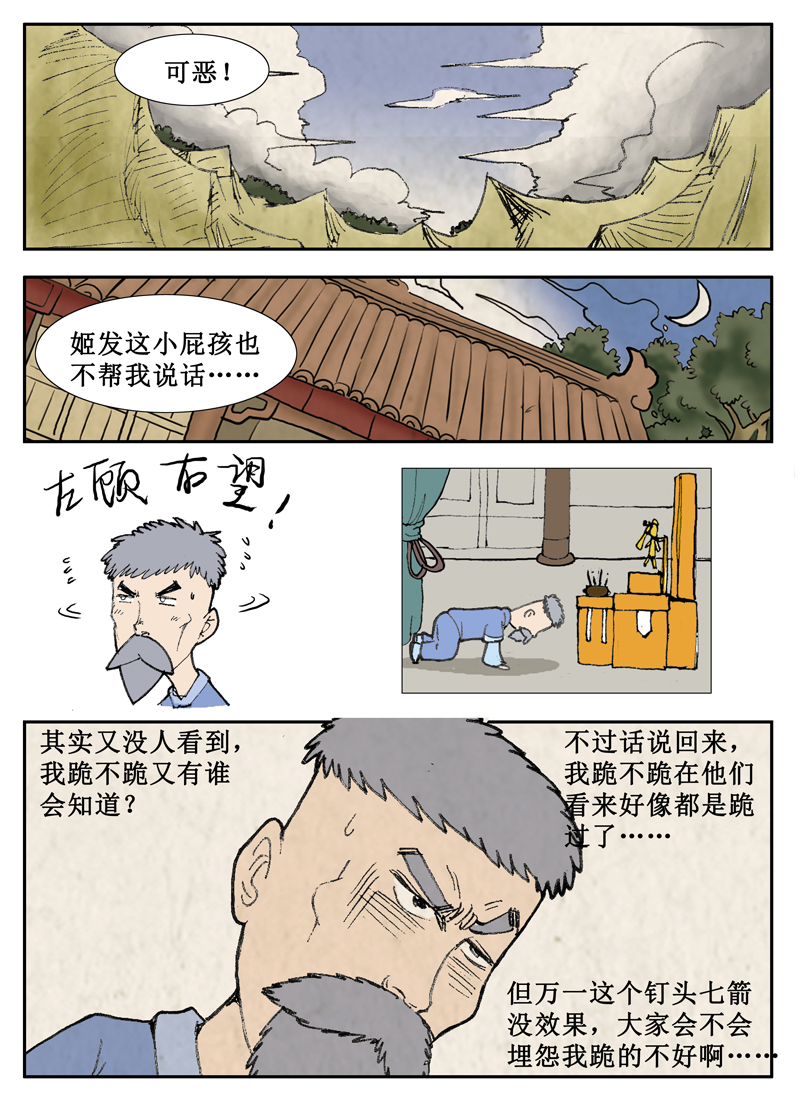 可恶！
姬发这小屁孩也
不帮我说话……
左顾右望！
其实又没人看到，
我跪不跪又有谁
会知道？
不过话说回来，
我跪不跪在他们
看来好像都是跪
过了……
但万一这个钉头七箭
没效果，大家会不会
埋怨我跪的不好啊……